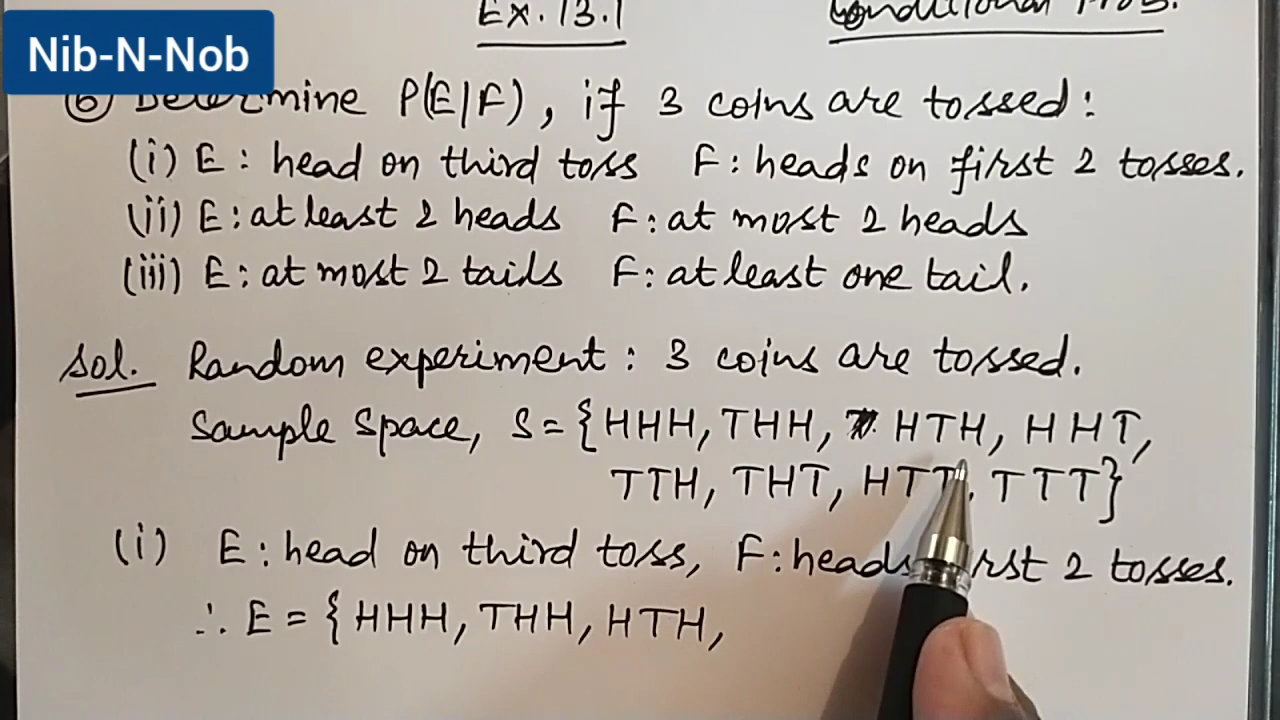 Ex. 13.1 Conditional Prob.
Nib-N-Nob
⑥ Determine P(E/F), if 3 coins are tossed:
(i) E: head on third toss F: heads on first 2 tosses.
(ii) E: at least 2 heads F: at most 2 heads
(iii) E: at most 2 tails F: at least one tail.
Sol. Random experiment: 3 coins are tossed.
Sample Space, S = {HHH, THH, HTH, HHT,
TTH, THT, HTT, TTT}
(i) E: head on third toss, F: heads first 2 tosses.
∴ E = {HHH, THH, HTH,